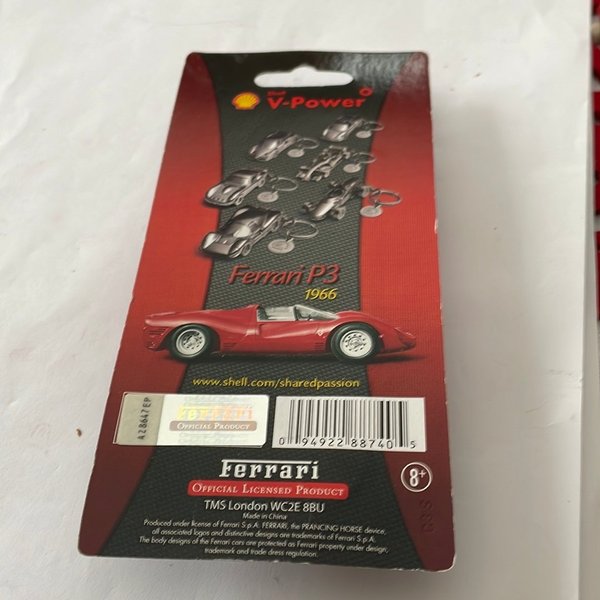 Shell
V-Power
Ferrari P3
1966
www.shell.com/sharedpassion
A28647EP
Ferrari
OFFICIAL PRODUCT
0 94922 88740 5
Ferrari
OFFICIAL LICENSED PRODUCT
8+
TMS London WC2E 8BU
Made in China
Produced under license of Ferrari S.p.A. FERRARI, the PRANCING HORSE device,
all associated logos and distinctive designs are trademarks of Ferrari S.p.A.
The body designs of the Ferrari cars are protected as Ferrari property under design,
trademark and trade dress regulation.